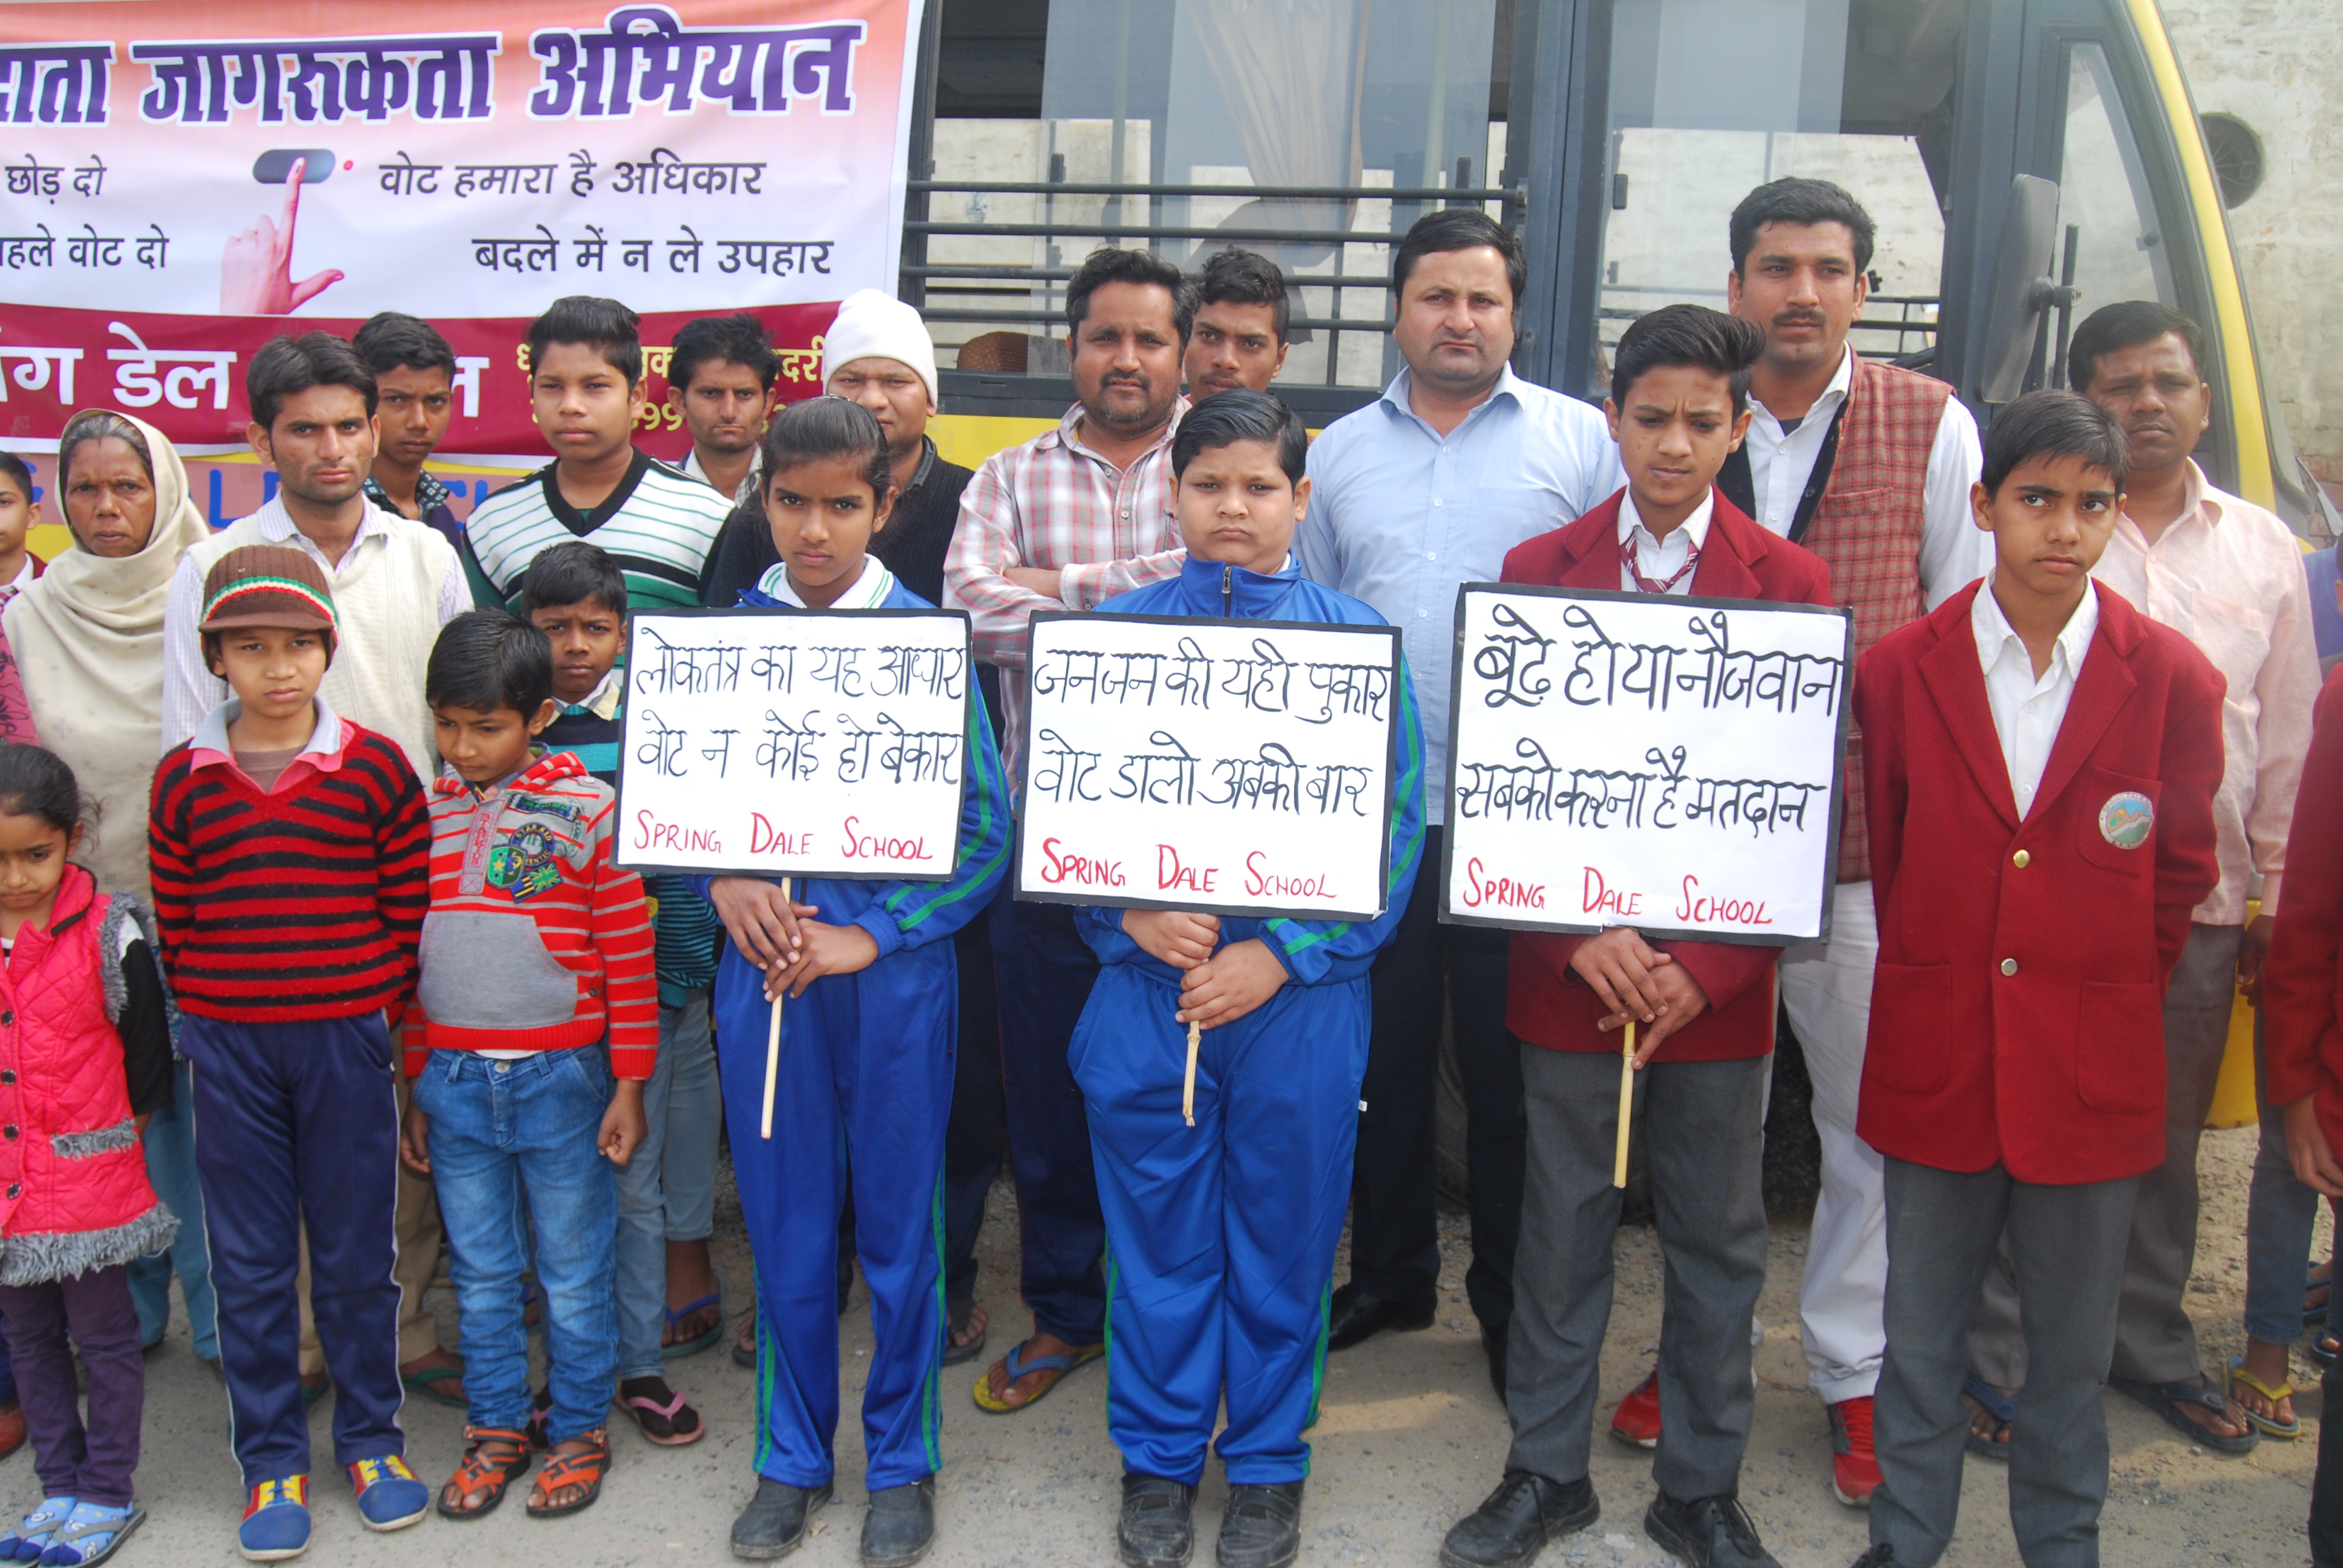 जागरुकता अभियान
छोड़ दो
वोट हमारा है अधिकार
वोट दो
बदले में न ले उपहार
डेल
लोकतंत्र का यह आधार
वोट न कोई हो बेकार
SPRING DALE SCHOOL
जन जन की यही पुकार
वोट डालो अबकी बार
SPRING DALE SCHOOL
बूढ़े हो या नौजवान
सबको करना है मतदान
SPRING DALE SCHOOL